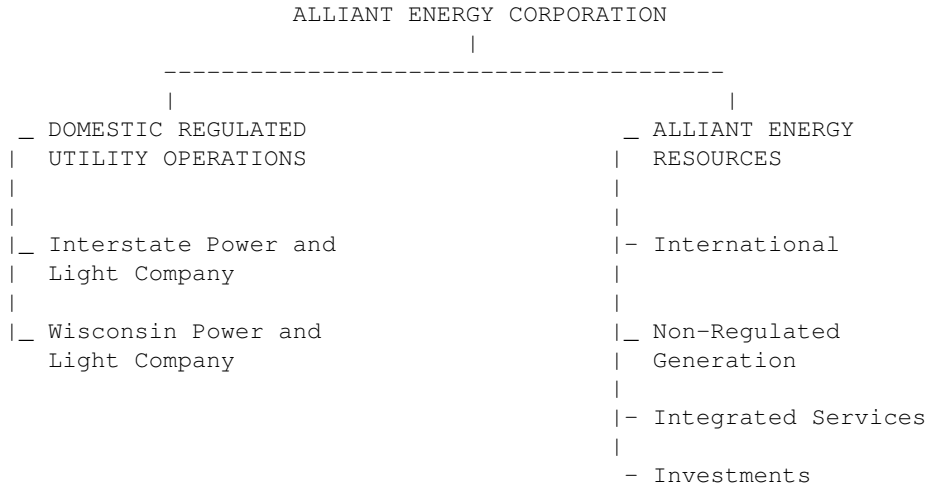 ALLIANT ENERGY CORPORATION
DOMESTIC REGULATED
UTILITY OPERATIONS
Interstate Power and
Light Company
Wisconsin Power and
Light Company
ALLIANT ENERGY
RESOURCES
International
Non-Regulated
Generation
Integrated Services
Investments